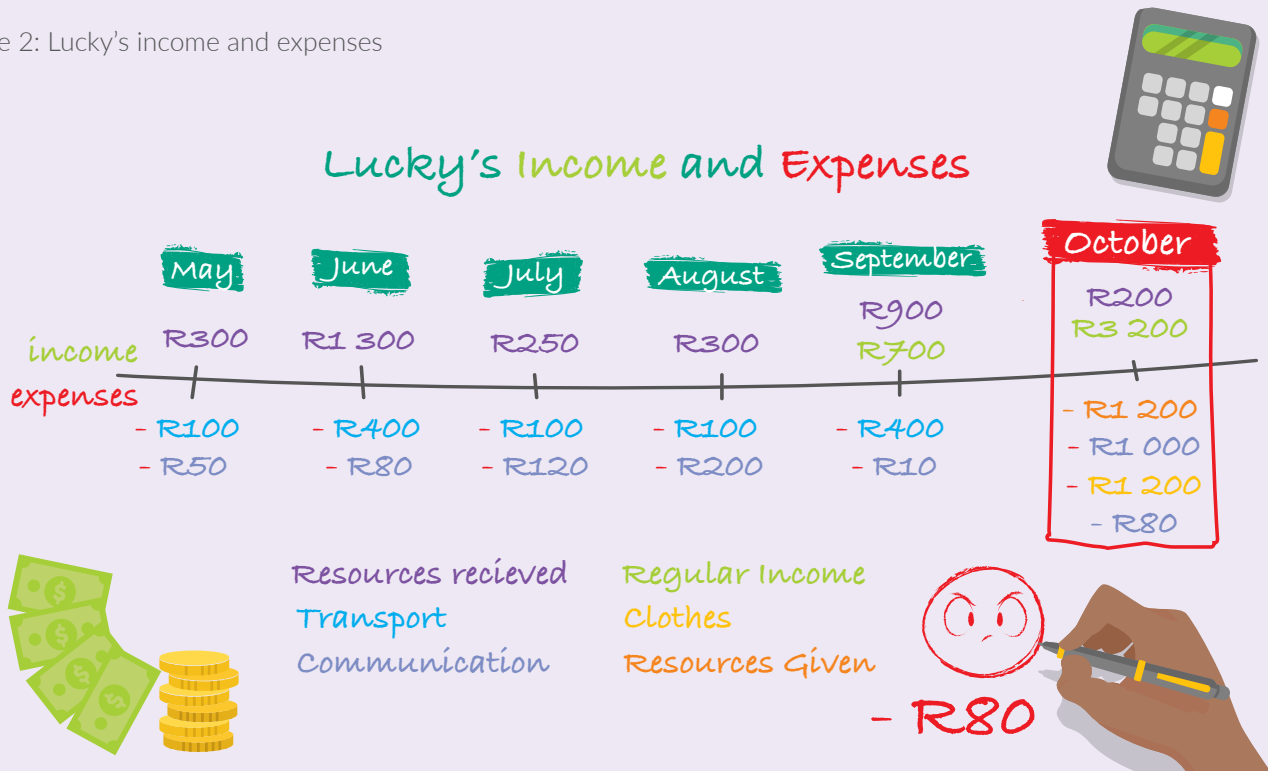 e 2: Lucky's income and expenses
Lucky's Income and Expenses
May June July August September October
R900 R200
R300 R1 300 R250 R300 R700 R3 200
income
expenses
- R100 - R400 - R100 - R100 - R400 - R1 200
- R50 - R80 - R120 - R200 - R10 - R1 000
- R1 200
- R80
Resources recieved Regular Income
Transport Clothes
Communication Resources Given
- R80